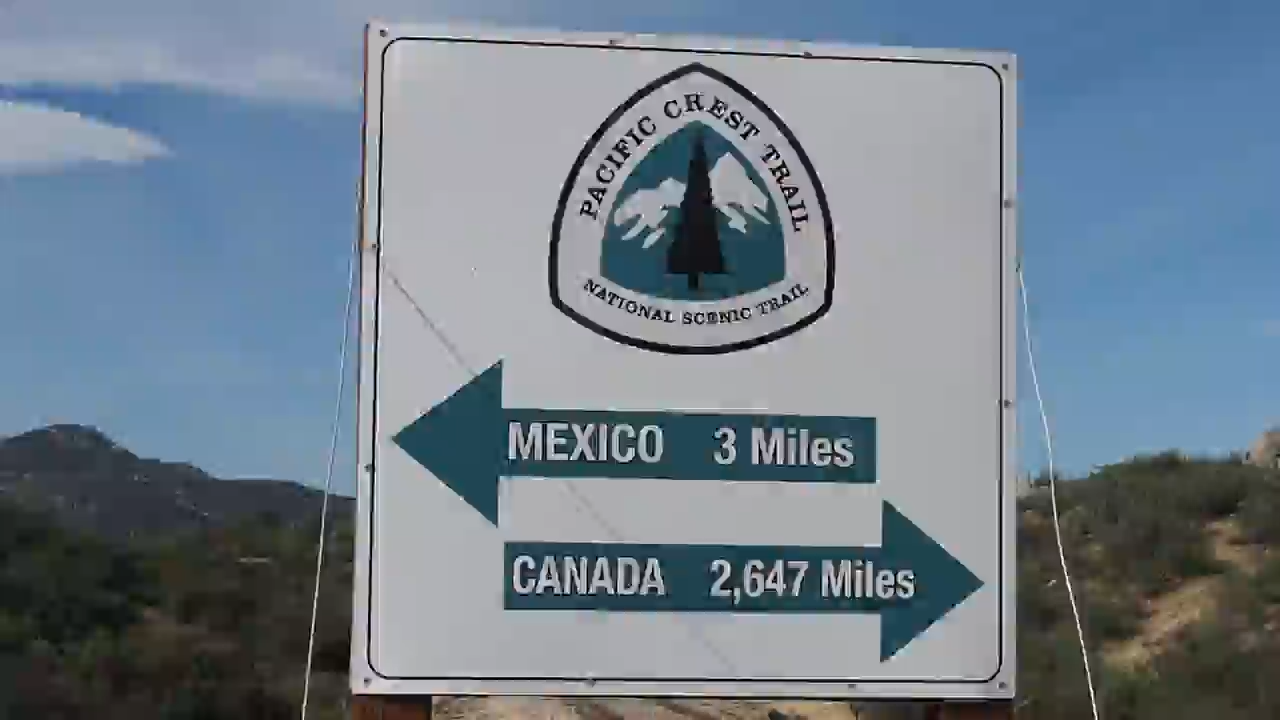 PACIFIC CREST TRAIL
NATIONAL SCENIC TRAIL
MEXICO 3 Miles
CANADA 2,647 Miles